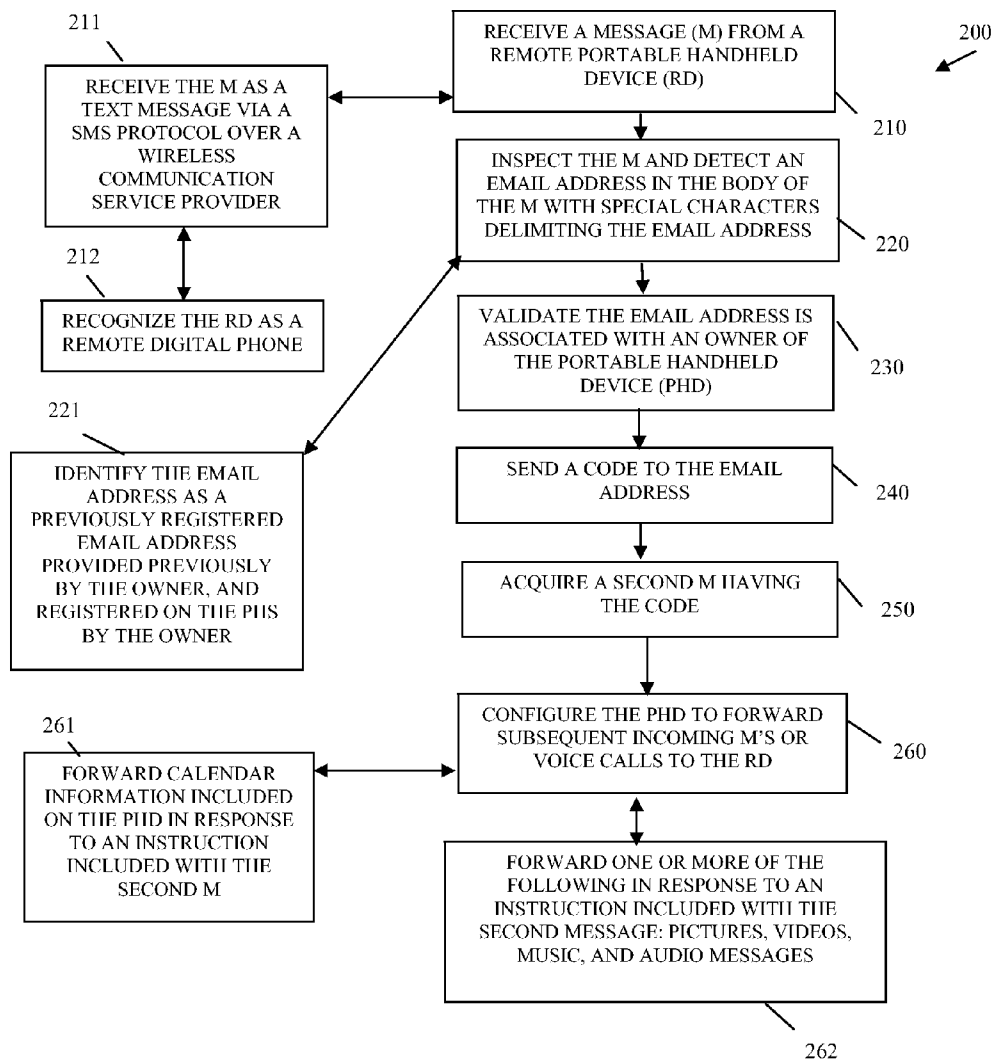 200
211
RECEIVE A MESSAGE (M) FROM A
REMOTE PORTABLE HANDHELD
DEVICE (RD)
210
RECEIVE THE M AS A
TEXT MESSAGE VIA A
SMS PROTOCOL OVER A
WIRELESS
COMMUNICATION
SERVICE PROVIDER
INSPECT THE M AND DETECT AN
EMAIL ADDRESS IN THE BODY OF
THE M WITH SPECIAL CHARACTERS
DELIMITING THE EMAIL ADDRESS
220
212
RECOGNIZE THE RD AS A
REMOTE DIGITAL PHONE
VALIDATE THE EMAIL ADDRESS IS
ASSOCIATED WITH AN OWNER OF
THE PORTABLE HANDHELD
DEVICE (PHD)
230
221
IDENTIFY THE EMAIL
ADDRESS AS A
PREVIOUSLY REGISTERED
EMAIL ADDRESS
PROVIDED PREVIOUSLY
BY THE OWNER, AND
REGISTERED ON THE PHS
BY THE OWNER
SEND A CODE TO THE EMAIL
ADDRESS
240
ACQUIRE A SECOND M HAVING
THE CODE
250
CONFIGURE THE PHD TO FORWARD
SUBSEQUENT INCOMING M'S OR
VOICE CALLS TO THE RD
260
261
FORWARD CALENDAR
INFORMATION INCLUDED
ON THE PHD IN RESPONSE
TO AN INSTRUCTION
INCLUDED WITH THE
SECOND M
FORWARD ONE OR MORE OF THE
FOLLOWING IN RESPONSE TO AN
INSTRUCTION INCLUDED WITH THE
SECOND MESSAGE: PICTURES, VIDEOS,
MUSIC, AND AUDIO MESSAGES
262